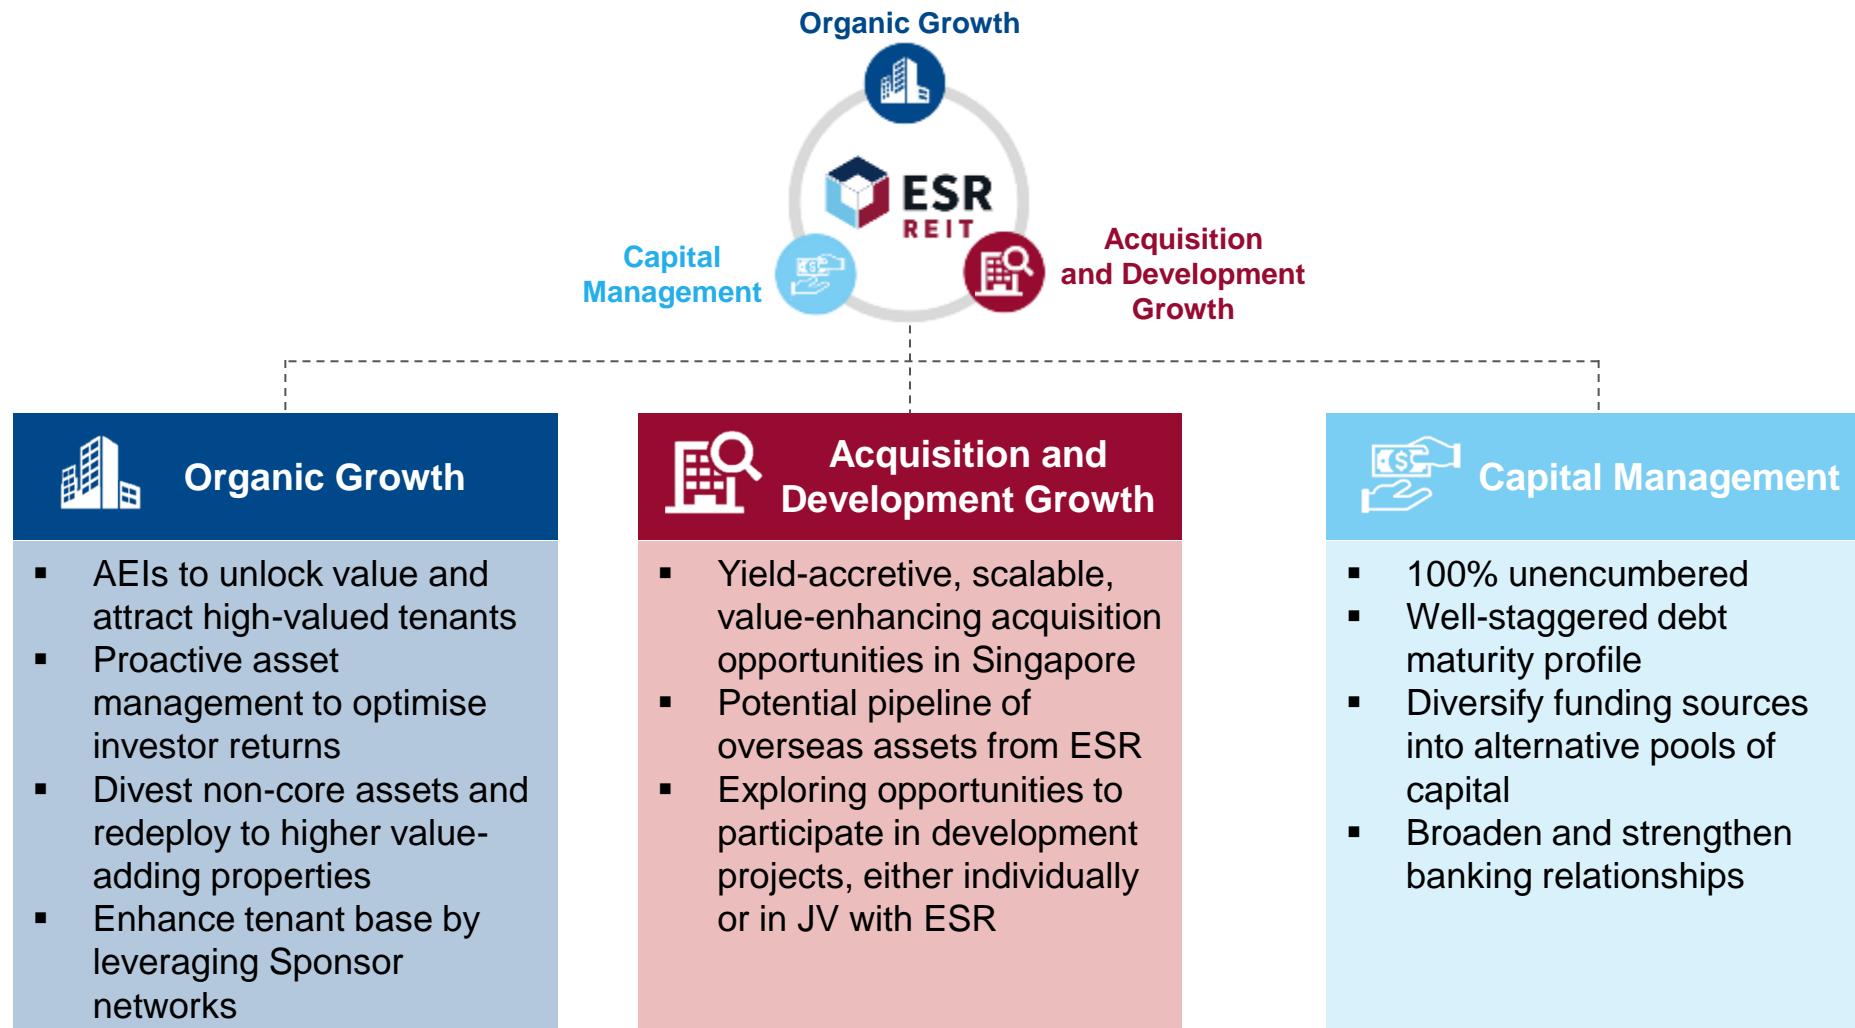 Organic Growth
ESR
REIT
Capital
Management
Acquisition
and Development
Growth
Organic Growth
▪ AEIs to unlock value and
attract high-valued tenants
▪ Proactive asset
management to optimise
investor returns
▪ Divest non-core assets and
redeploy to higher value-
adding properties
▪ Enhance tenant base by
leveraging Sponsor
networks
Acquisition and
Development Growth
▪ Yield-accretive, scalable,
value-enhancing acquisition
opportunities in Singapore
▪ Potential pipeline of
overseas assets from ESR
▪ Exploring opportunities to
participate in development
projects, either individually
or in JV with ESR
Capital Management
▪ 100% unencumbered
▪ Well-staggered debt
maturity profile
▪ Diversify funding sources
into alternative pools of
capital
▪ Broaden and strengthen
banking relationships